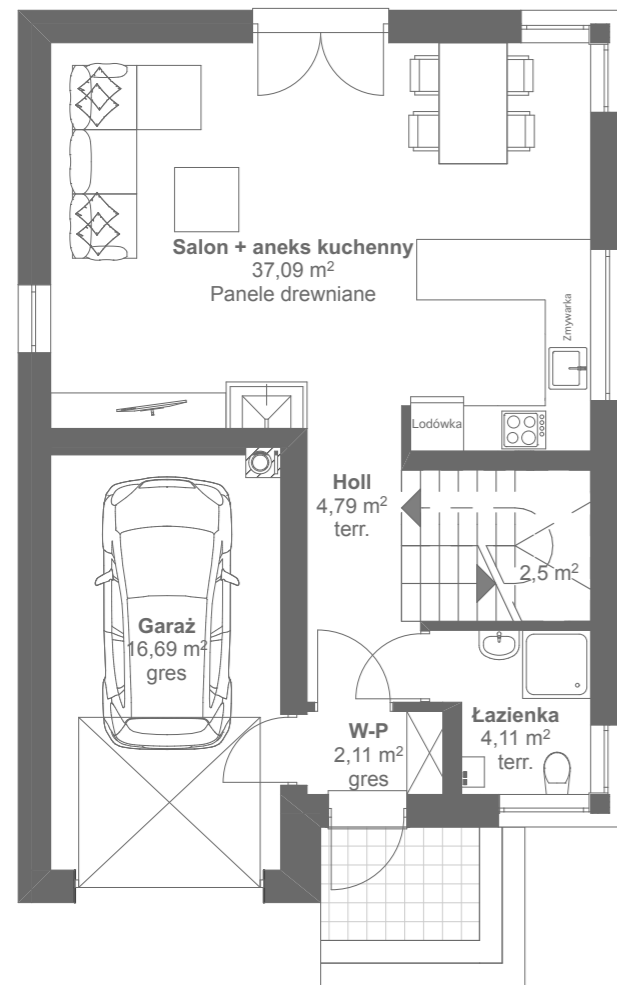 Salon + aneks kuchenny
37,09 m²
Panele drewniane
Zmywarka
Lodówka
Holl
4,79 m²
terr.
2,5 m²
Garaż
16,69 m²
gres
W-P
2,11 m²
gres
Łazienka
4,11 m²
terr.